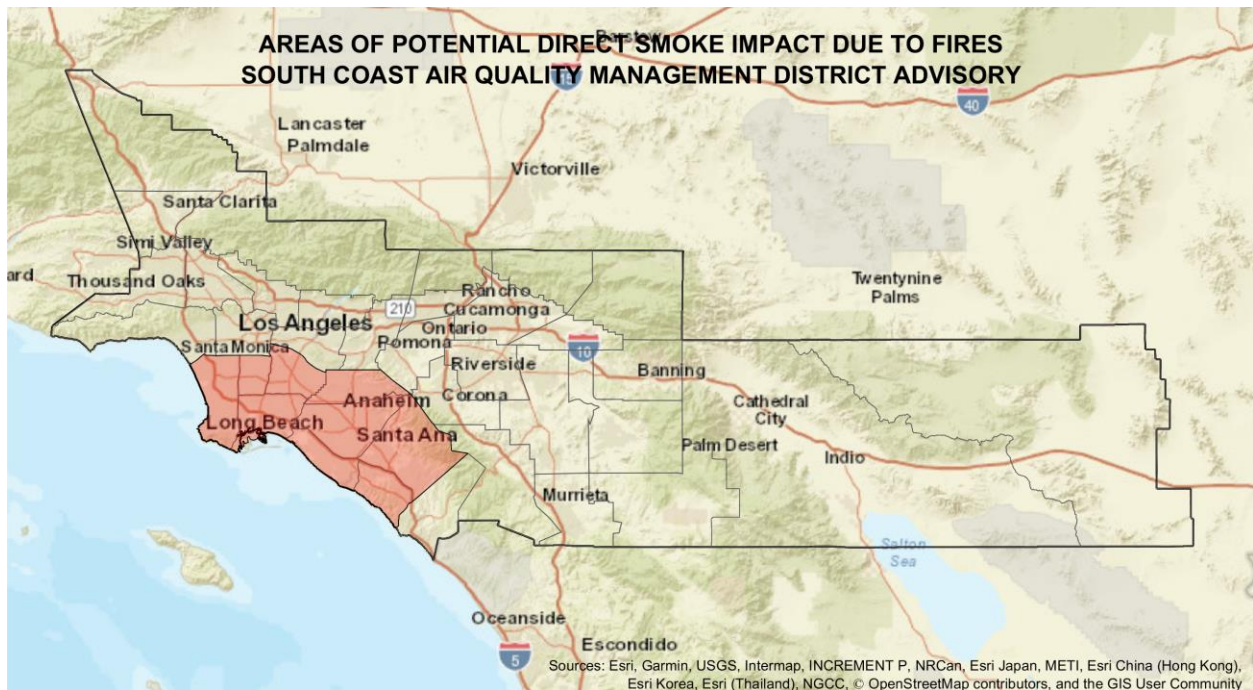 AREAS OF POTENTIAL DIRECT SMOKE IMPACT DUE TO FIRES
Barstow
SOUTH COAST AIR QUALITY MANAGEMENT DISTRICT ADVISORY
15
40
Lancaster
Palmdale
Victorville
Santa Clarita
Simi Valley
ard
Thousand Oaks
Twentynine
Palms
Rancho
Cucamonga
210
Los Angeles
Ontario
Pomona
Santa Monica
10
Riverside
Banning
Corona
Anaheim
Cathedral
City
Long Beach
Santa Ana
Palm Desert
Indio
Murrieta
Salton
Sea
Oceanside
Escondido
5
Sources: Esri, Garmin, USGS, Intermap, INCREMENT P, NRCan, Esri Japan, METI, Esri China (Hong Kong),
Esri Korea, Esri (Thailand), NGCC, © OpenStreetMap contributors, and the GIS User Community